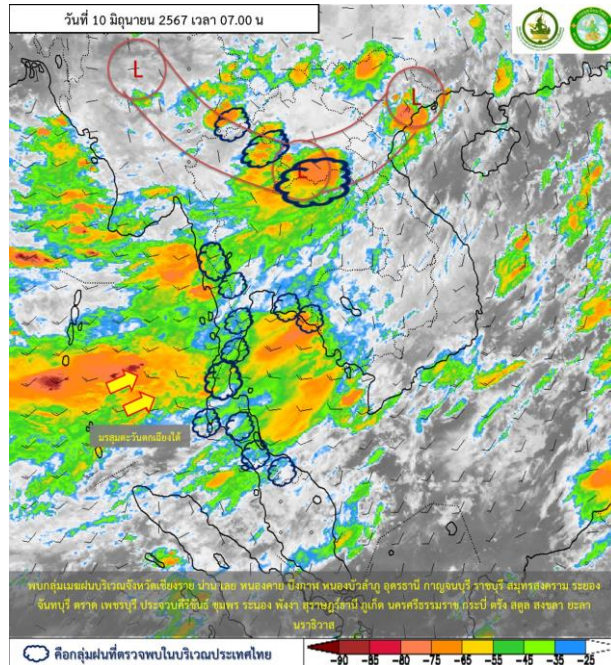 วันที่ 10 มิถุนายน 2567 เวลา 07.00 น
L
L
L
มรสุมตะวันตกเฉียงใต้
พบกลุ่มเมฆฝนบริเวณจังหวัดเชียงราย น่าน เลย หนองคาย บึงกาฬ หนองบัวลำภู อุดรธานี กาญจนบุรี ราชบุรี สมุทรสงคราม ระยอง
จันทบุรี ตราด เพชรบุรี ประจวบคีรีขันธ์ ชุมพร ระนอง พังงา สุราษฎร์ธานี ภูเก็ต นครศรีธรรมราช กระบี่ ตรัง สตูล สงขลา ยะลา
นราธิวาส
คือกลุ่มฝนที่ตรวจพบในบริเวณประเทศไทย
-90 -80 -75 -65 -55 -45 -35 -32 -25